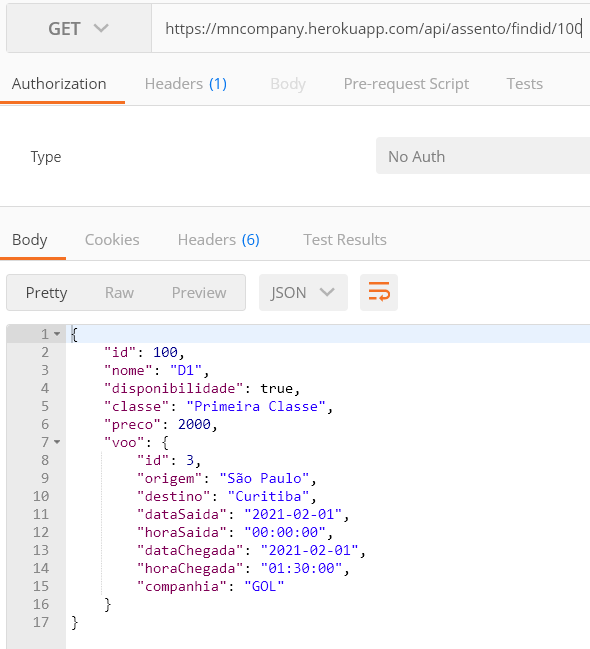 GET https://mncompany.herokuapp.com/api/assento/findid/100
Authorization Headers (1) Body Pre-request Script Tests
Type No Auth
Body Cookies Headers (6) Test Results
Pretty Raw Preview JSON
1 {
2 "id": 100,
3 "nome": "D1",
4 "disponibilidade": true,
5 "classe": "Primeira Classe",
6 "preco": 2000,
7 "voo": {
8 "id": 3,
9 "origem": "São Paulo",
10 "destino": "Curitiba",
11 "dataSaida": "2021-02-01",
12 "horaSaida": "00:00:00",
13 "dataChegada": "2021-02-01",
14 "horaChegada": "01:30:00",
15 "companhia": "GOL"
16 }
17 }